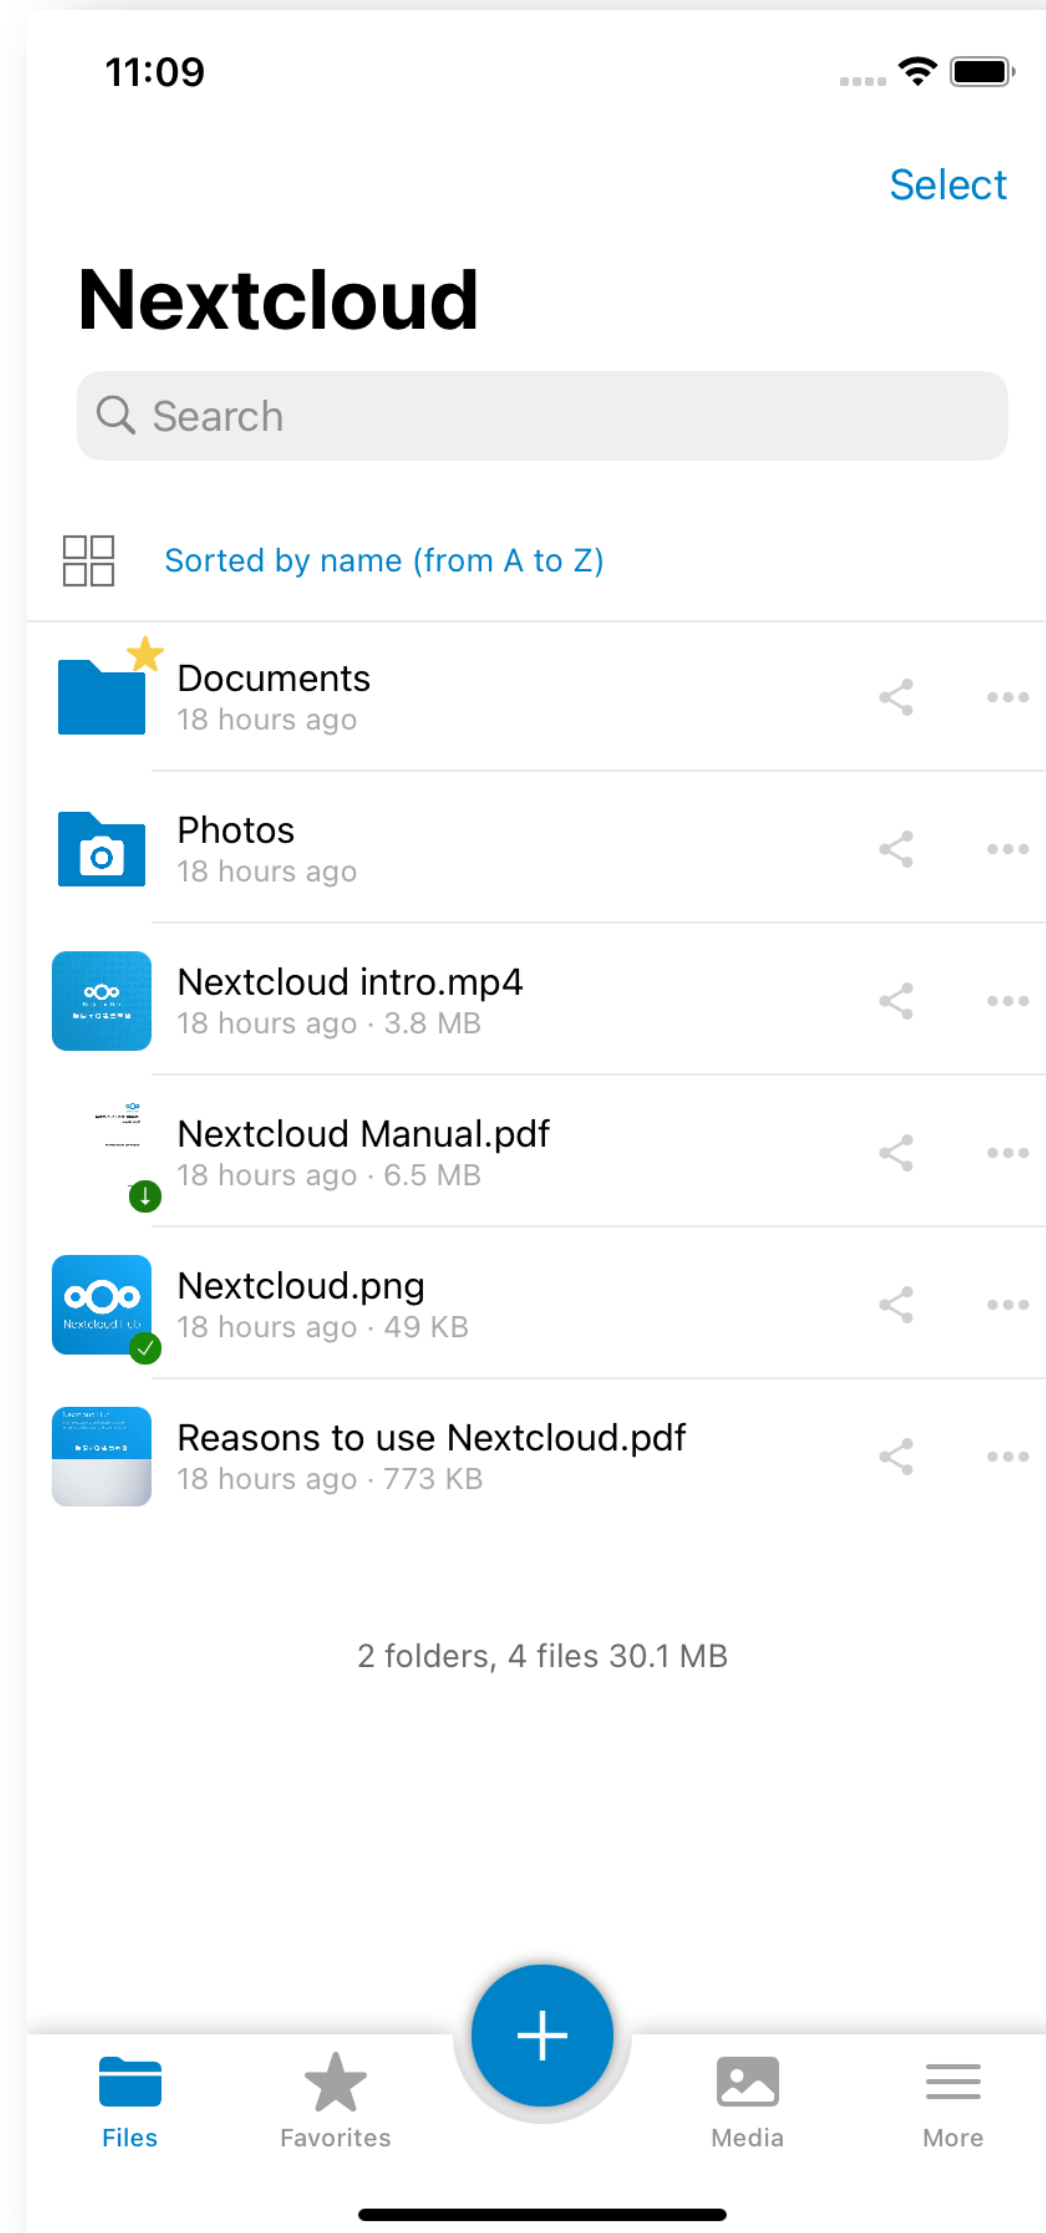 11:09
Select
Nextcloud
Search
Sorted by name (from A to Z)
Documents
18 hours ago
Photos
18 hours ago
Nextcloud intro.mp4
18 hours ago · 3.8 MB
Nextcloud Manual.pdf
18 hours ago · 6.5 MB
Nextcloud.png
18 hours ago · 49 KB
Reasons to use Nextcloud.pdf
18 hours ago · 773 KB
2 folders, 4 files 30.1 MB
Files
Favorites
Media
More